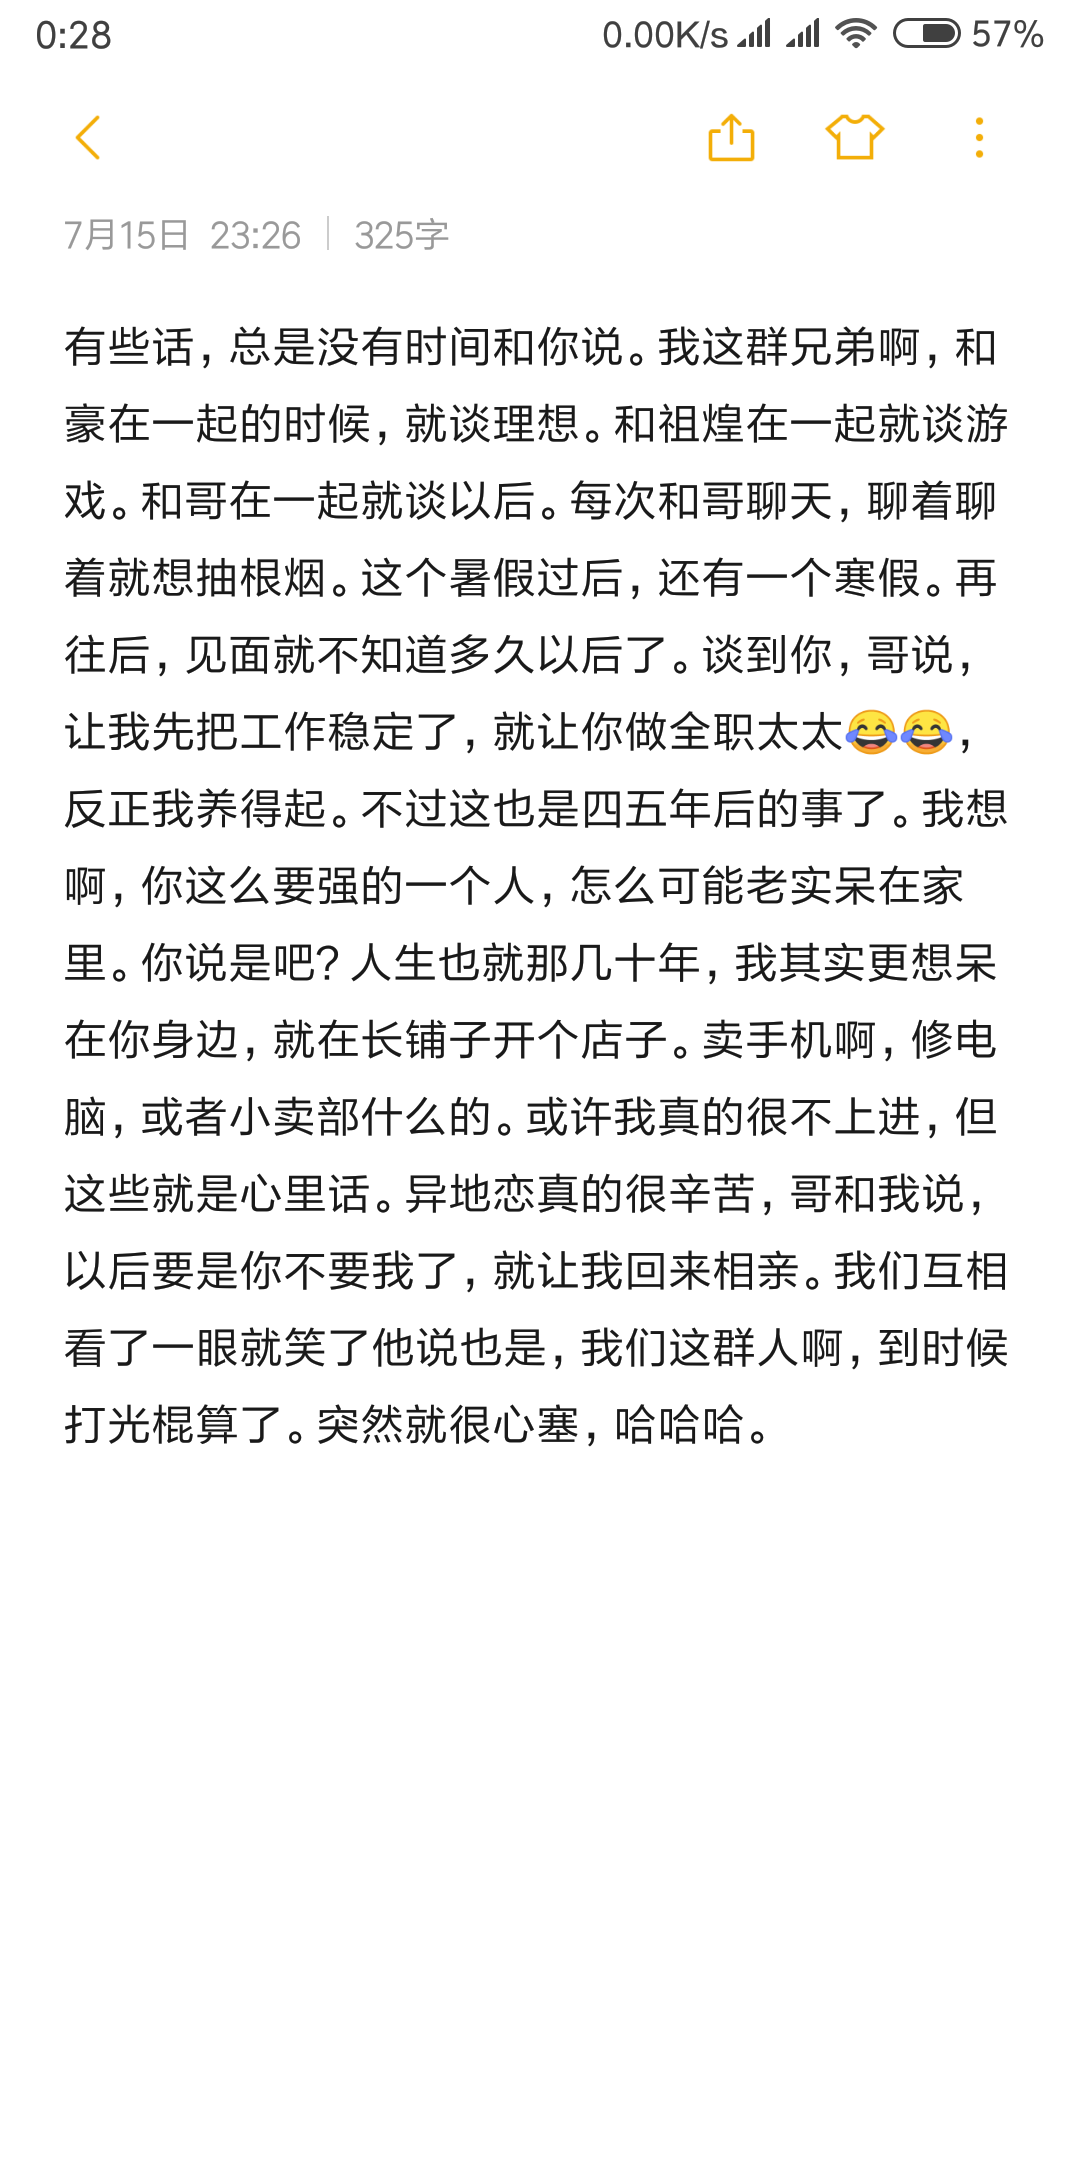 0:28 0.00K/s 57%
7月15日 23:26 | 325字
有些话，总是没有时间和你说。我这群兄弟啊，和
豪在一起的时候，就谈理想。和祖煌在一起就谈游
戏。和哥在一起就谈以后。每次和哥聊天，聊着聊
着就想抽根烟。这个暑假过后，还有一个寒假。再
往后，见面就不知道多久以后了。谈到你，哥说，
让我先把工作稳定了，就让你做全职太太😂😂，
反正我养得起。不过这也是四五年后的事了。我想
啊，你这么要强的一个人，怎么可能老实呆在家
里。你说是吧？人生也就那几十年，我其实更想呆
在你身边，就在长铺子开个店子。卖手机啊，修电
脑，或者小卖部什么的。或许我真的很不上进，但
这些就是心里话。异地恋真的很辛苦，哥和我说，
以后要是你不要我了，就让我回来相亲。我们互相
看了一眼就笑了他说也是，我们这群人啊，到时候
打光棍算了。突然就很心塞，哈哈哈。